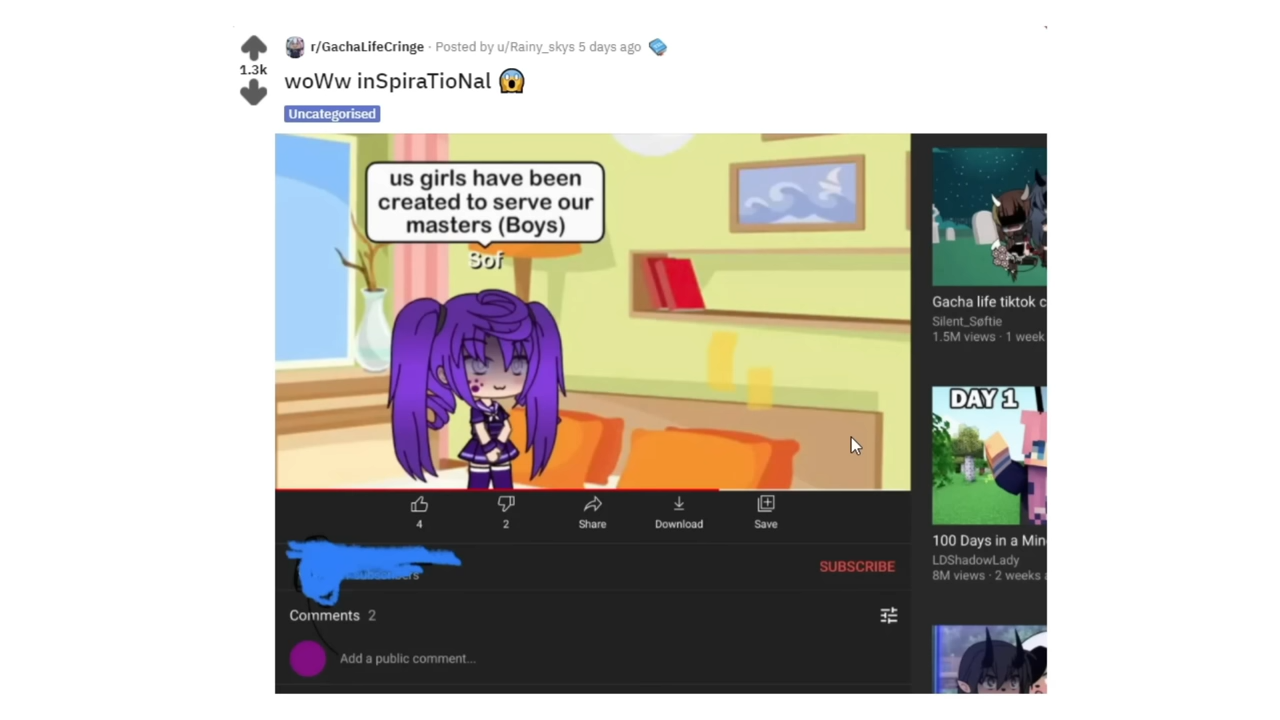 r/GachaLifeCringe · Posted by u/Rainy_skys 5 days ago
1.3k
woWw inSpiraTioNal 😱
Uncategorised
us girls have been
created to serve our
masters (Boys)
Sof
4
2
Share
Download
Save
SUBSCRIBE
Comments 2
Add a public comment...
Gacha life tiktok c
Silent_Søftie
1.5M views · 1 week
DAY 1
100 Days in a Min
LDShadowLady
8M views · 2 weeks a